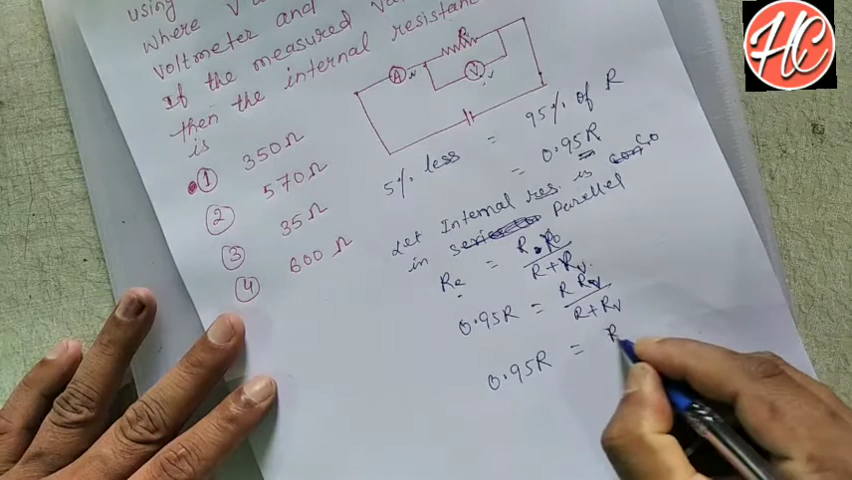 using
where V
voltmeter and
If the measured Va
then the internal resistance
is
1 350Ω
2 570Ω
3 35Ω
4 600Ω
A
R
V
5% less = 95% of R
= 0.95R
Let Internal res. is
in Parallel
Re = R.R / R+Rv
0.95R = R Rv / R+Rv
0.95R = R
HC